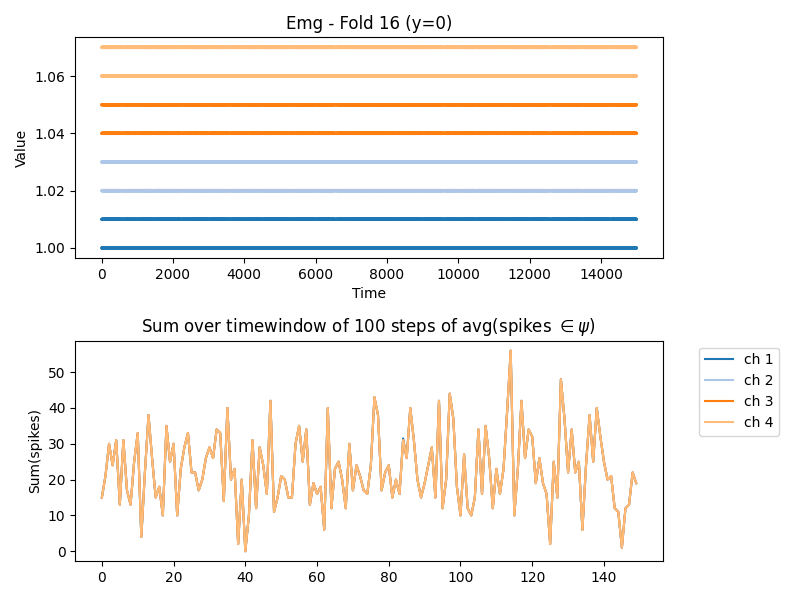 Emg - Fold 16 (y=0)
1.06
1.04
1.02
1.00
Value
0 2000 4000 6000 8000 10000 12000 14000
Time
Sum over timewindow of 100 steps of avg(spikes ∈ ψ)
50
40
30
20
10
0
Sum(spikes)
0 20 40 60 80 100 120 140
ch 1
ch 2
ch 3
ch 4